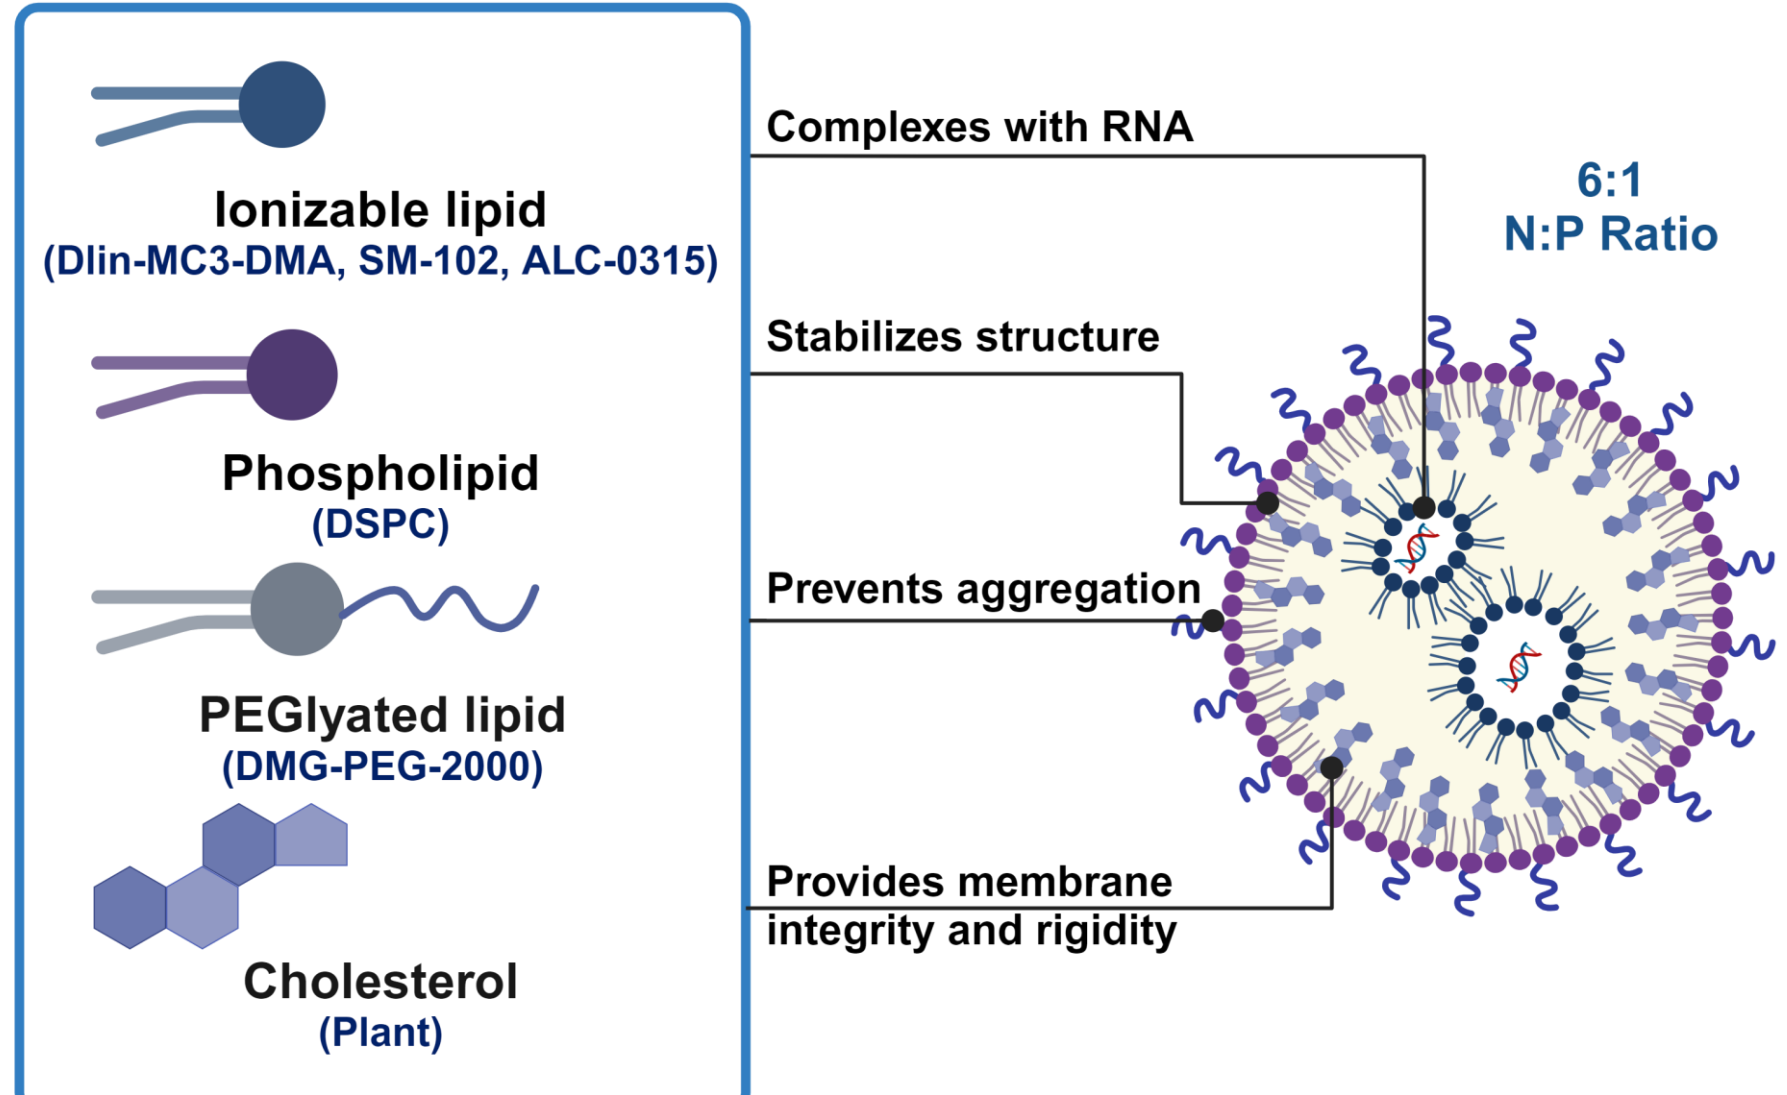 Ionizable lipid
(Dlin-MC3-DMA, SM-102, ALC-0315)
Phospholipid
(DSPC)
PEGlyated lipid
(DMG-PEG-2000)
Cholesterol
(Plant)
Complexes with RNA
Stabilizes structure
Prevents aggregation
Provides membrane
integrity and rigidity
6:1
N:P Ratio